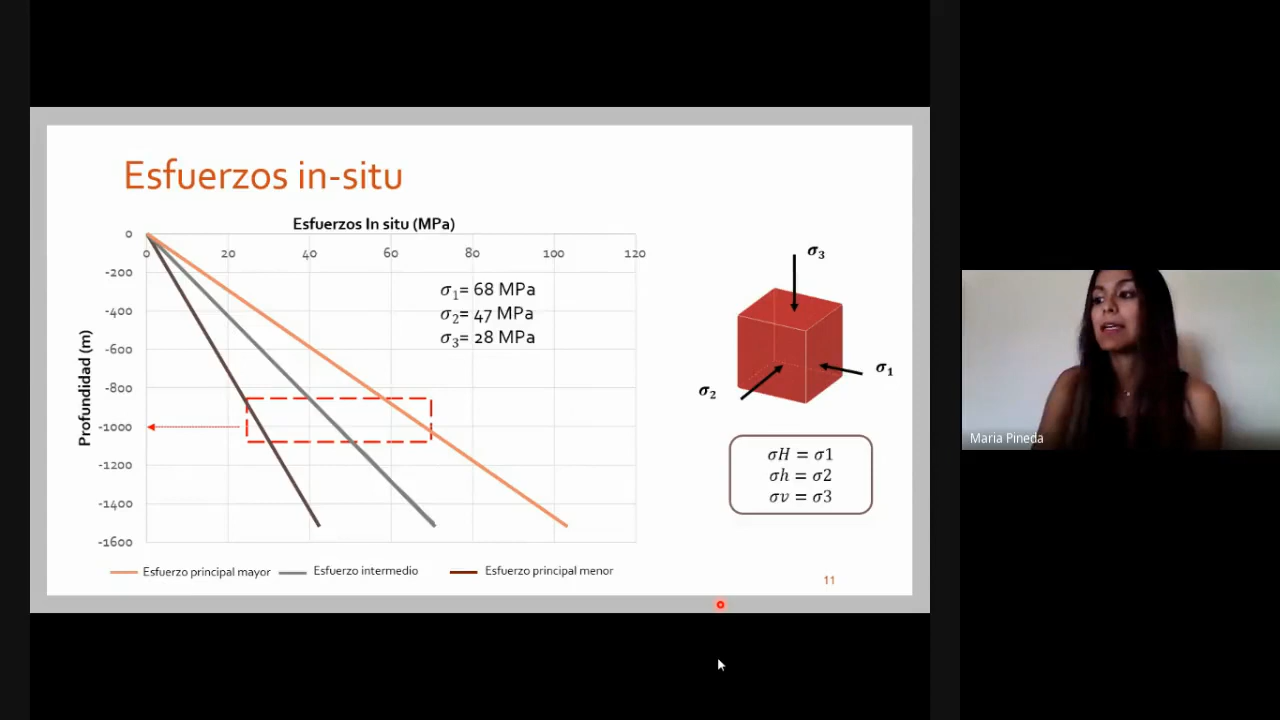 Esfuerzos in-situ
Esfuerzos In situ (MPa)
0
0 20 40 60 80 100 120
-200
-400
-600
-800
-1000
-1200
-1400
-1600
Profundidad (m)
σ1= 68 MPa
σ2= 47 MPa
σ3= 28 MPa
Esfuerzo principal mayor
Esfuerzo intermedio
Esfuerzo principal menor
σ3
σ1
σ2
σH = σ1
σh = σ2
σv = σ3
11
Maria Pineda